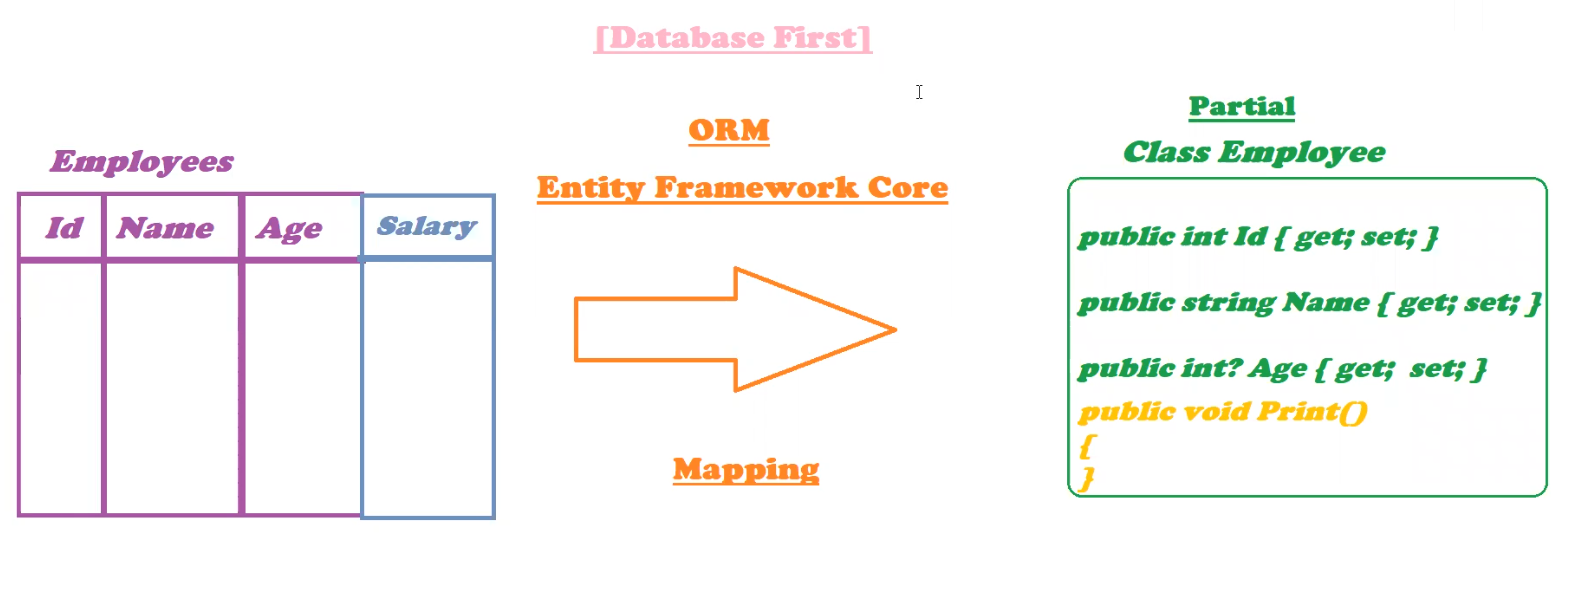 [Database First]
Employees
Id Name Age Salary
ORM
Entity Framework Core
Mapping
Partial
Class Employee
public int Id { get; set; }
public string Name { get; set; }
public int? Age { get; set; }
public void Print()
{
}